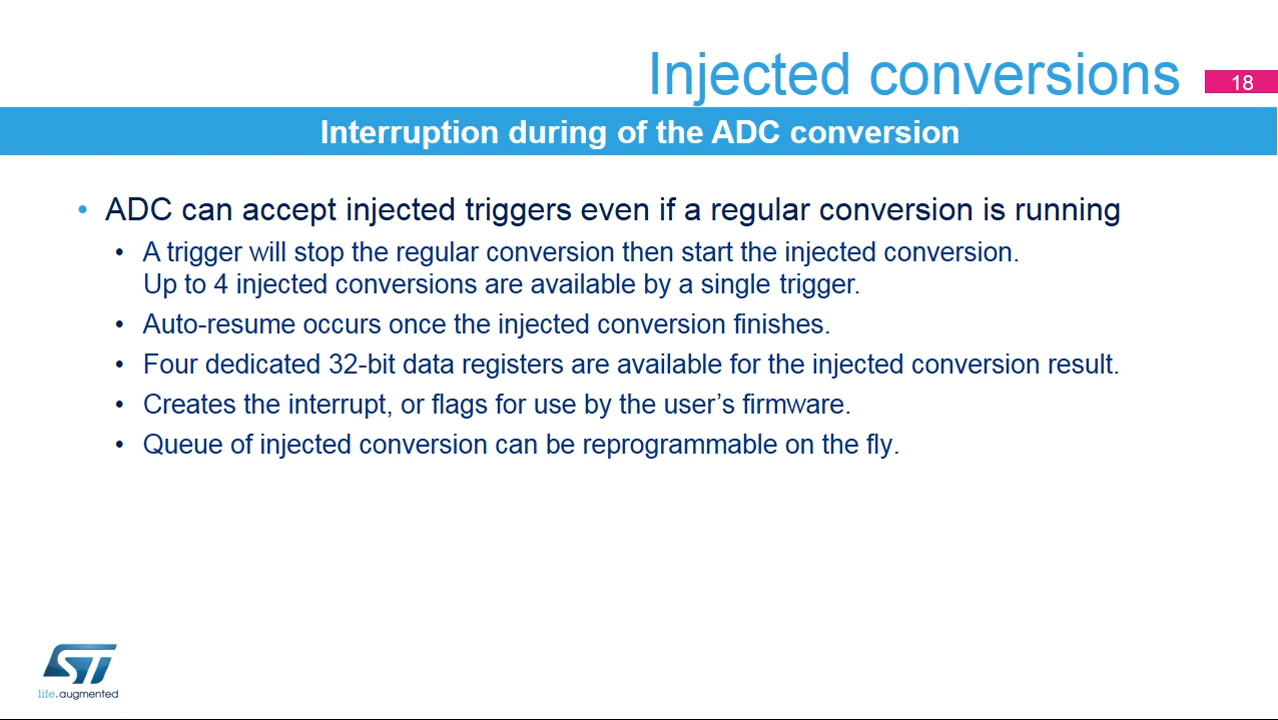 Injected conversions
18
Interruption during of the ADC conversion
• ADC can accept injected triggers even if a regular conversion is running
• A trigger will stop the regular conversion then start the injected conversion.
Up to 4 injected conversions are available by a single trigger.
• Auto-resume occurs once the injected conversion finishes.
• Four dedicated 32-bit data registers are available for the injected conversion result.
• Creates the interrupt, or flags for use by the user’s firmware.
• Queue of injected conversion can be reprogrammable on the fly.
ST
life.augmented